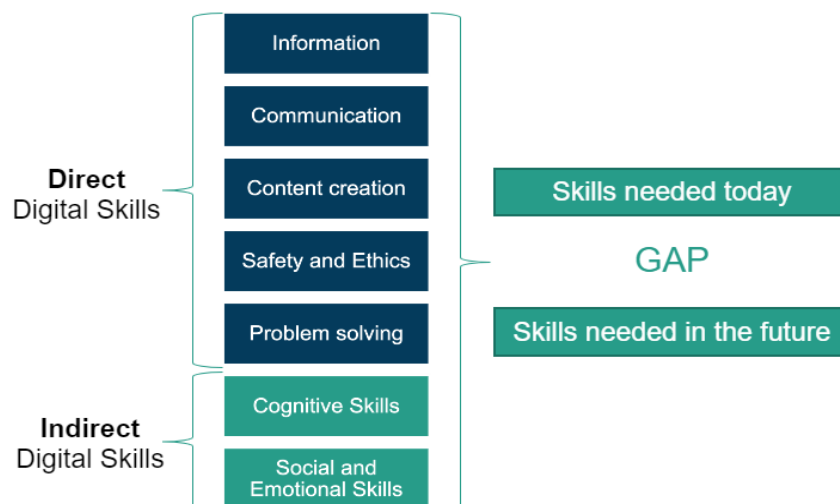 Information
Communication
Content creation
Safety and Ethics
Problem solving
Cognitive Skills
Social and
Emotional Skills
Direct
Digital Skills
Indirect
Digital Skills
Skills needed today
GAP
Skills needed in the future